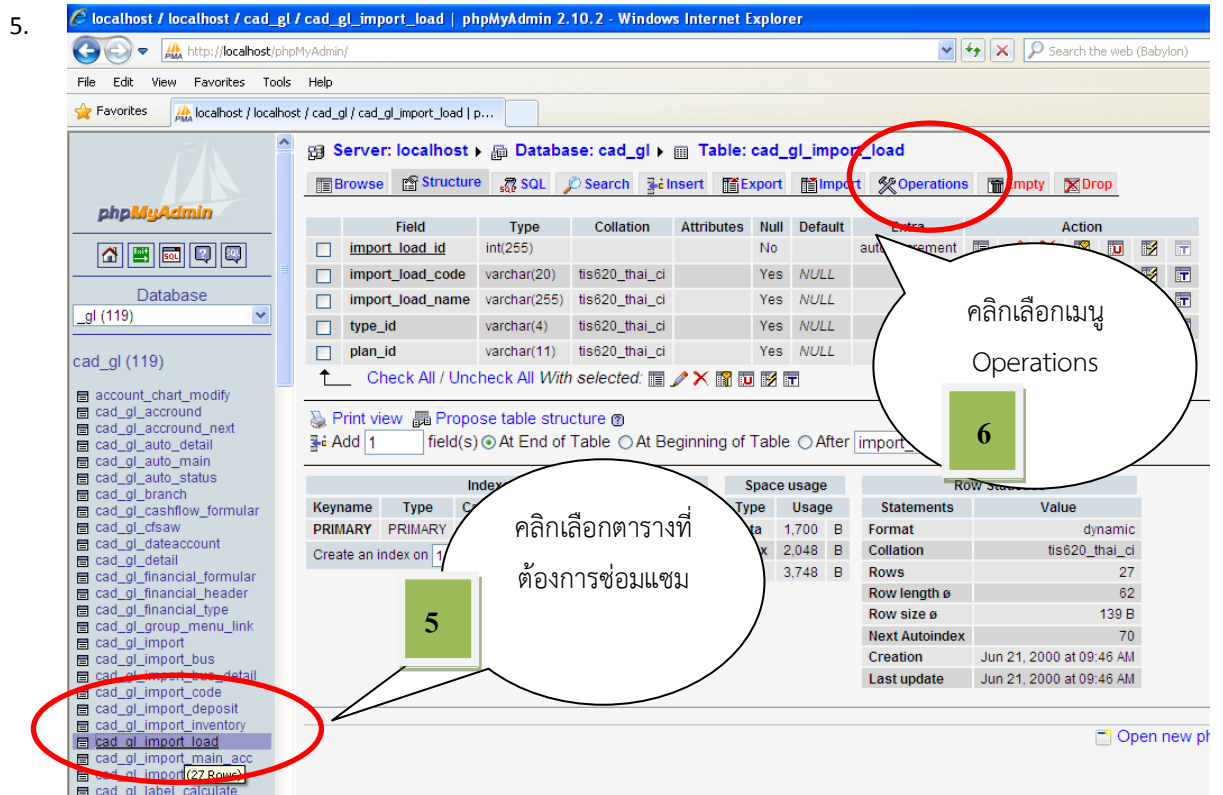 5.
localhost / localhost / cad_gl / cad_gl_import_load | phpMyAdmin 2.10.2 - Windows Internet Explorer
http://localhost/phpMyAdmin/
Search the web (Babylon)
File Edit View Favorites Tools Help
Favorites
localhost / localhost / cad_gl / cad_gl_import_load | p...
phpMyAdmin
Database
_gl (119)
cad_gl (119)
account_chart_modify
cad_gl_accround
cad_gl_accround_next
cad_gl_auto_detail
cad_gl_auto_main
cad_gl_auto_status
cad_gl_branch
cad_gl_cashflow_formular
cad_gl_cfsaw
cad_gl_dateaccount
cad_gl_detail
cad_gl_financial_formular
cad_gl_financial_header
cad_gl_financial_type
cad_gl_group_menu_link
cad_gl_import
cad_gl_import_bus
cad_gl_import_bus_detail
cad_gl_import_code
cad_gl_import_deposit
cad_gl_import_inventory
cad_gl_import_load
cad_gl_import_main_acc
cad_gl_import
(27 Rows)
cad_gl_label_calculate
Server: localhost Database: cad_gl Table: cad_gl_import_load
Browse Structure SQL Search Insert Export Import Operations Empty Drop
Field Type Collation Attributes Null Default Extra Action
import_load_id int(255) No
import_load_code varchar(20) tis620_thai_ci Yes NULL
import_load_name varchar(255) tis620_thai_ci Yes NULL
type_id varchar(4) tis620_thai_ci Yes NULL
plan_id varchar(11) tis620_thai_ci Yes NULL
Check All / Uncheck All With selected:
Print view Propose table structure
Add 1 field(s) At End of Table At Beginning of Table After
Keyname Type
PRIMARY PRIMARY
Create an index on 1
Space usage
Type Usage
1,700 B
2,048 B
3,748 B
Statements Value
Format dynamic
Collation tis620_thai_ci
Rows 27
Row length ø 62
Row size ø 139 B
Next Autoindex 70
Creation Jun 21, 2000 at 09:46 AM
Last update Jun 21, 2000 at 09:46 AM
Open new
คลิกเลือกเมนู
Operations
6
คลิกเลือกตารางที่
ต้องการซ่อมแซม
5